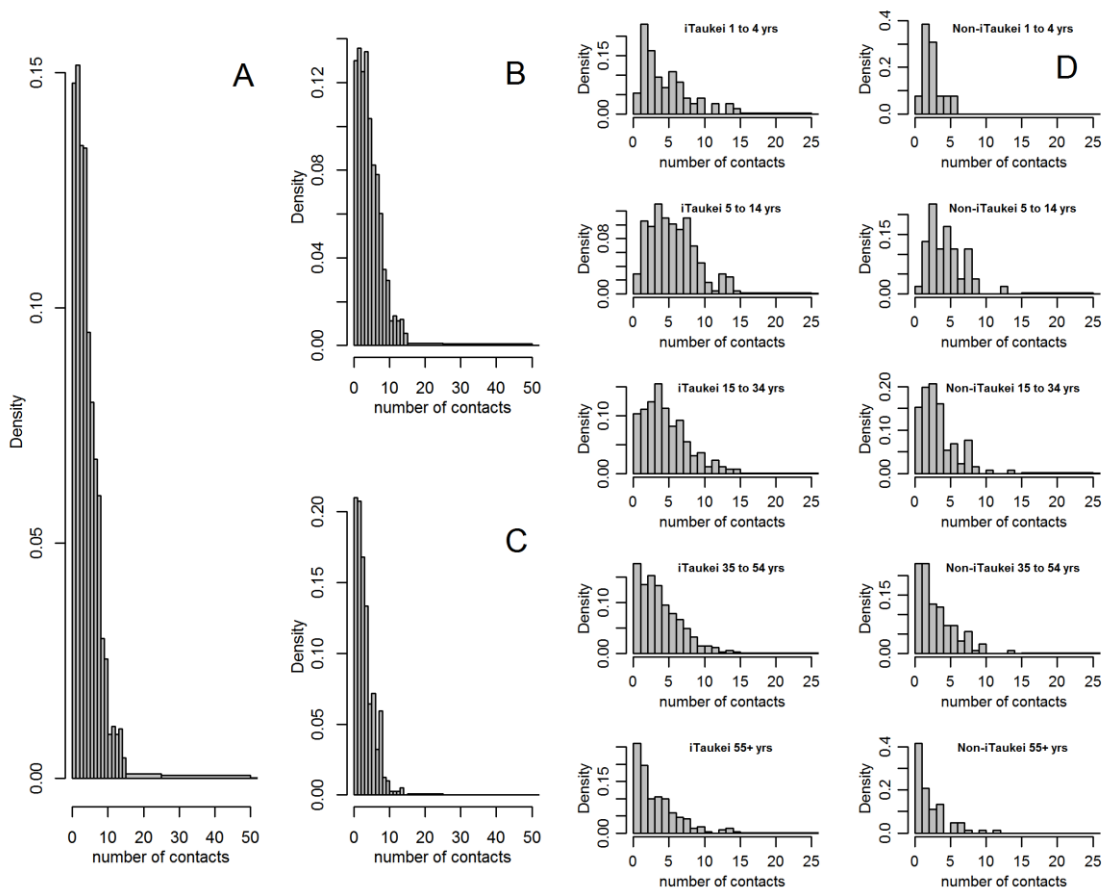 A
Density
0.00
0.05
0.10
0.15
0 10 20 30 40 50
number of contacts
B
Density
0.00
0.04
0.08
0.12
0 10 20 30 40 50
number of contacts
C
Density
0.00
0.05
0.10
0.15
0.20
0 10 20 30 40 50
number of contacts
D
iTaukei 1 to 4 yrs
Density
0.00
0.15
0 5 10 15 20 25
number of contacts
Non-iTaukei 1 to 4 yrs
Density
0.0
0.2
0.4
0 5 10 15 20 25
number of contacts
iTaukei 5 to 14 yrs
Density
0.00
0.08
0 5 10 15 20 25
number of contacts
Non-iTaukei 5 to 14 yrs
Density
0.00
0.15
0 5 10 15 20 25
number of contacts
iTaukei 15 to 34 yrs
Density
0.00
0.10
0 5 10 15 20 25
number of contacts
Non-iTaukei 15 to 34 yrs
Density
0.00
0.10
0.20
0 5 10 15 20 25
number of contacts
iTaukei 35 to 54 yrs
Density
0.00
0.10
0 5 10 15 20 25
number of contacts
Non-iTaukei 35 to 54 yrs
Density
0.00
0.15
0 5 10 15 20 25
number of contacts
iTaukei 55+ yrs
Density
0.00
0.15
0 5 10 15 20 25
number of contacts
Non-iTaukei 55+ yrs
Density
0.0
0.2
0.4
0 5 10 15 20 25
number of contacts